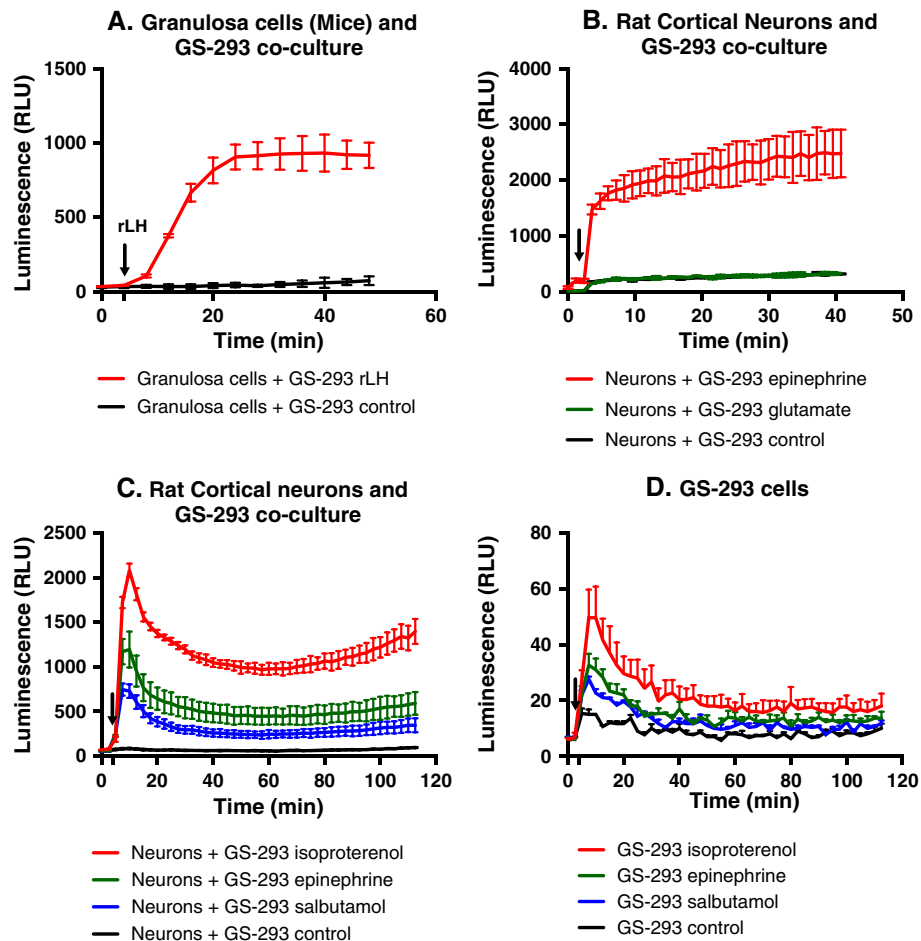 A. Granulosa cells (Mice) and
GS-293 co-culture
Luminescence (RLU)
1500
1000
500
0
rLH
0
20
40
60
Time (min)
Granulosa cells + GS-293 rLH
Granulosa cells + GS-293 control
B. Rat Cortical Neurons and
GS-293 co-culture
Luminescence (RLU)
4000
3000
2000
1000
0
0
10
20
30
40
50
Time (min)
Neurons + GS-293 epinephrine
Neurons + GS-293 glutamate
Neurons + GS-293 control
C. Rat Cortical neurons and
GS-293 co-culture
Luminescence (RLU)
2500
2000
1500
1000
500
0
0
20
40
60
80
100
120
Time (min)
Neurons + GS-293 isoproterenol
Neurons + GS-293 epinephrine
Neurons + GS-293 salbutamol
Neurons + GS-293 control
D. GS-293 cells
Luminescence (RLU)
80
60
40
20
0
0
20
40
60
80
100
120
Time (min)
GS-293 isoproterenol
GS-293 epinephrine
GS-293 salbutamol
GS-293 control